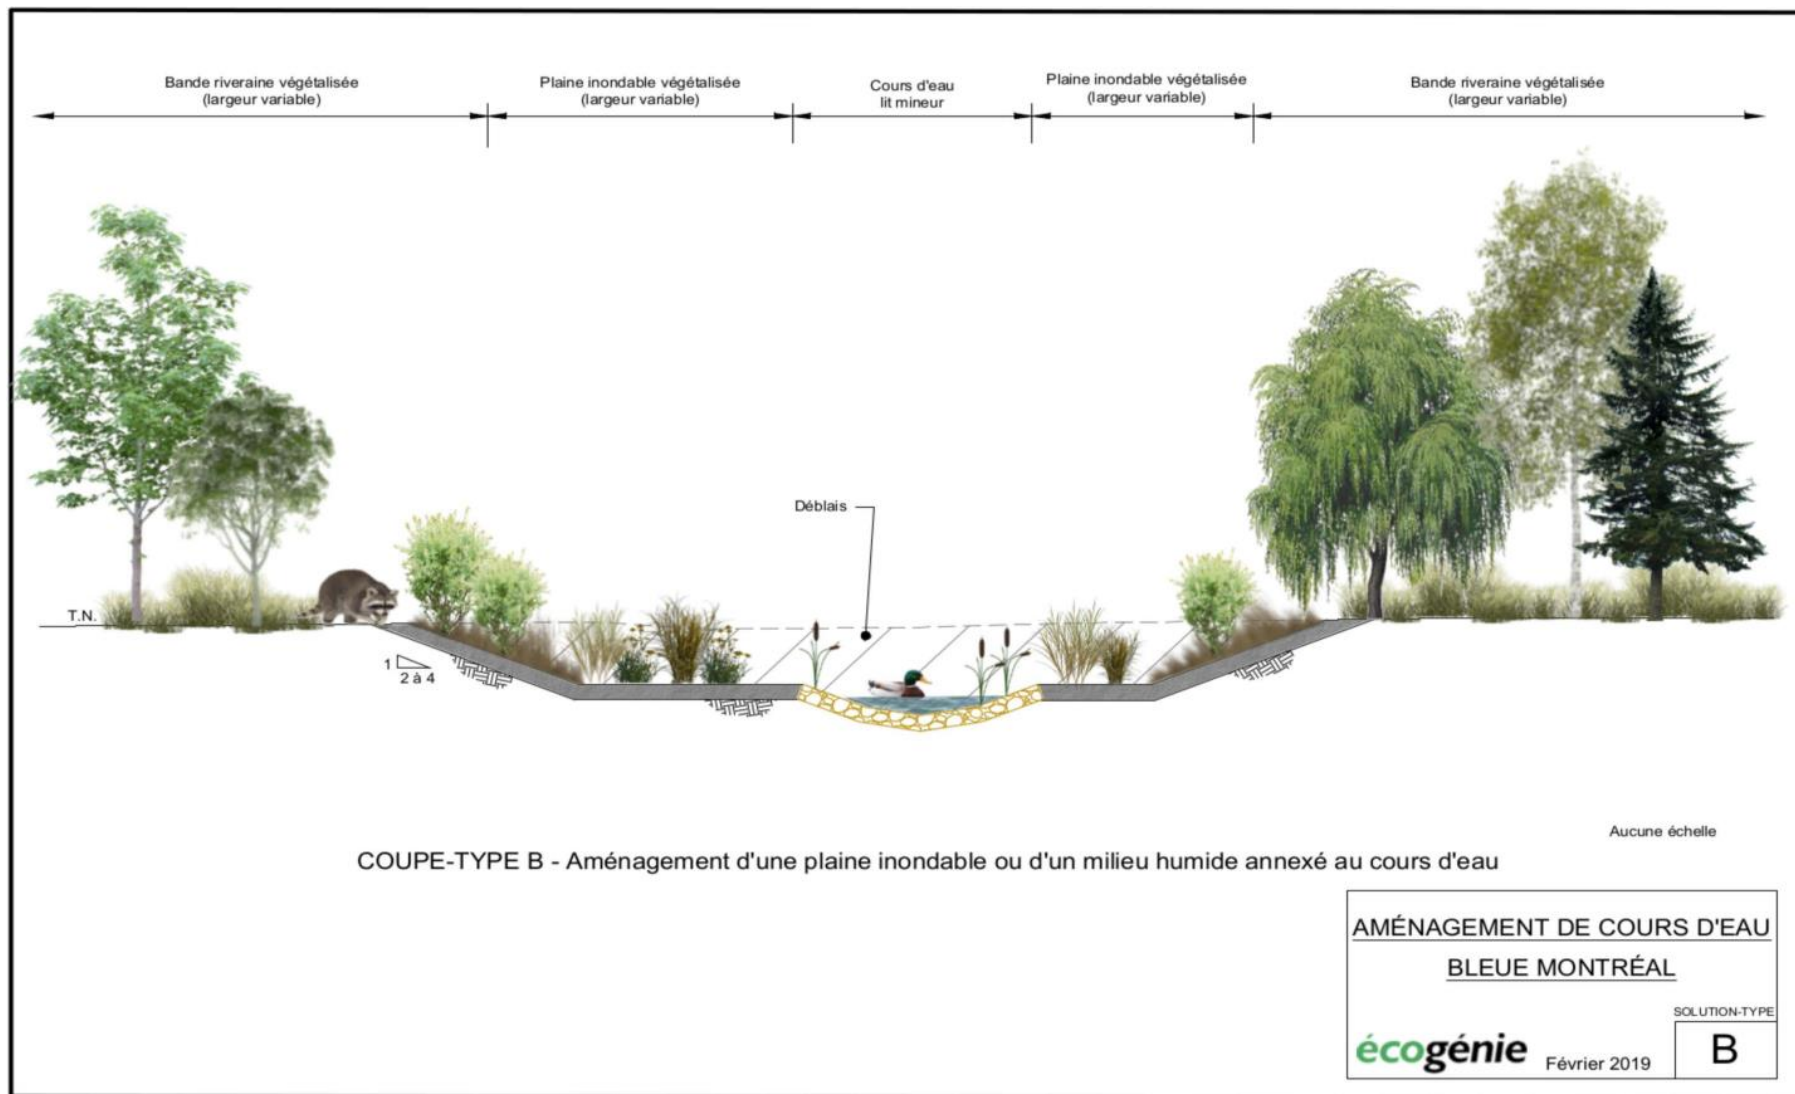 Bande riveraine végétalisée
(largeur variable)
Plaine inondable végétalisée
(largeur variable)
Cours d'eau
lit mineur
Plaine inondable végétalisée
(largeur variable)
Bande riveraine végétalisée
(largeur variable)
Déblais
T.N.
1
2 à 4
Aucune échelle
COUPE-TYPE B - Aménagement d'une plaine inondable ou d'un milieu humide annexé au cours d'eau
AMÉNAGEMENT DE COURS D'EAU
BLEUE MONTRÉAL
SOLUTION-TYPE
écogénie Février 2019 B